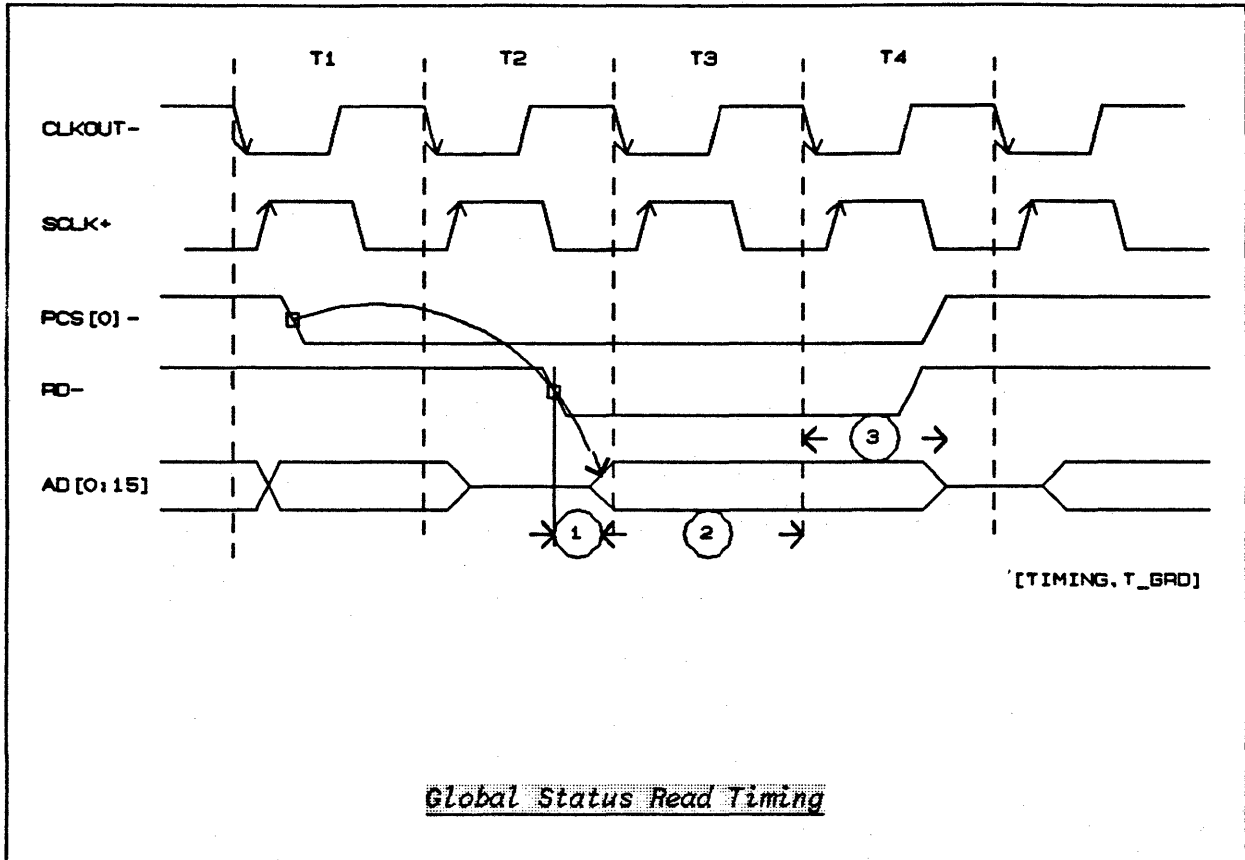 T1 T2 T3 T4
CLKOUT-
SCLK+
PCS[0]-
RD-
3
AD[0:15]
1 2
'[TIMING.T_GRD]
Global Status Read Timing